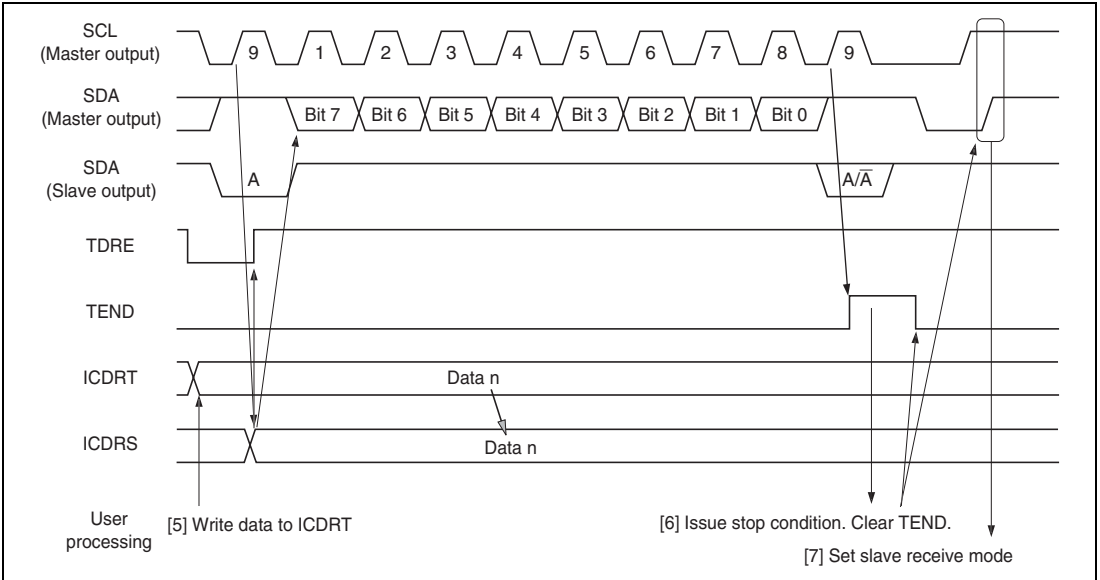 SCL
(Master output)
9 1 2 3 4 5 6 7 8 9
SDA
(Master output)
Bit 7 Bit 6 Bit 5 Bit 4 Bit 3 Bit 2 Bit 1 Bit 0
SDA
(Slave output)
A A/A̅
TDRE
TEND
ICDRT
Data n
ICDRS
Data n
User
processing
[5] Write data to ICDRT
[6] Issue stop condition. Clear TEND.
[7] Set slave receive mode